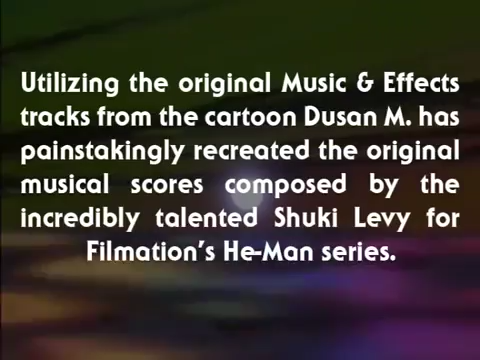 Utilizing the original Music & Effects
tracks from the cartoon Dusan M. has
painstakingly recreated the original
musical scores composed by the
incredibly talented Shuki Levy for
Filmation's He-Man series.